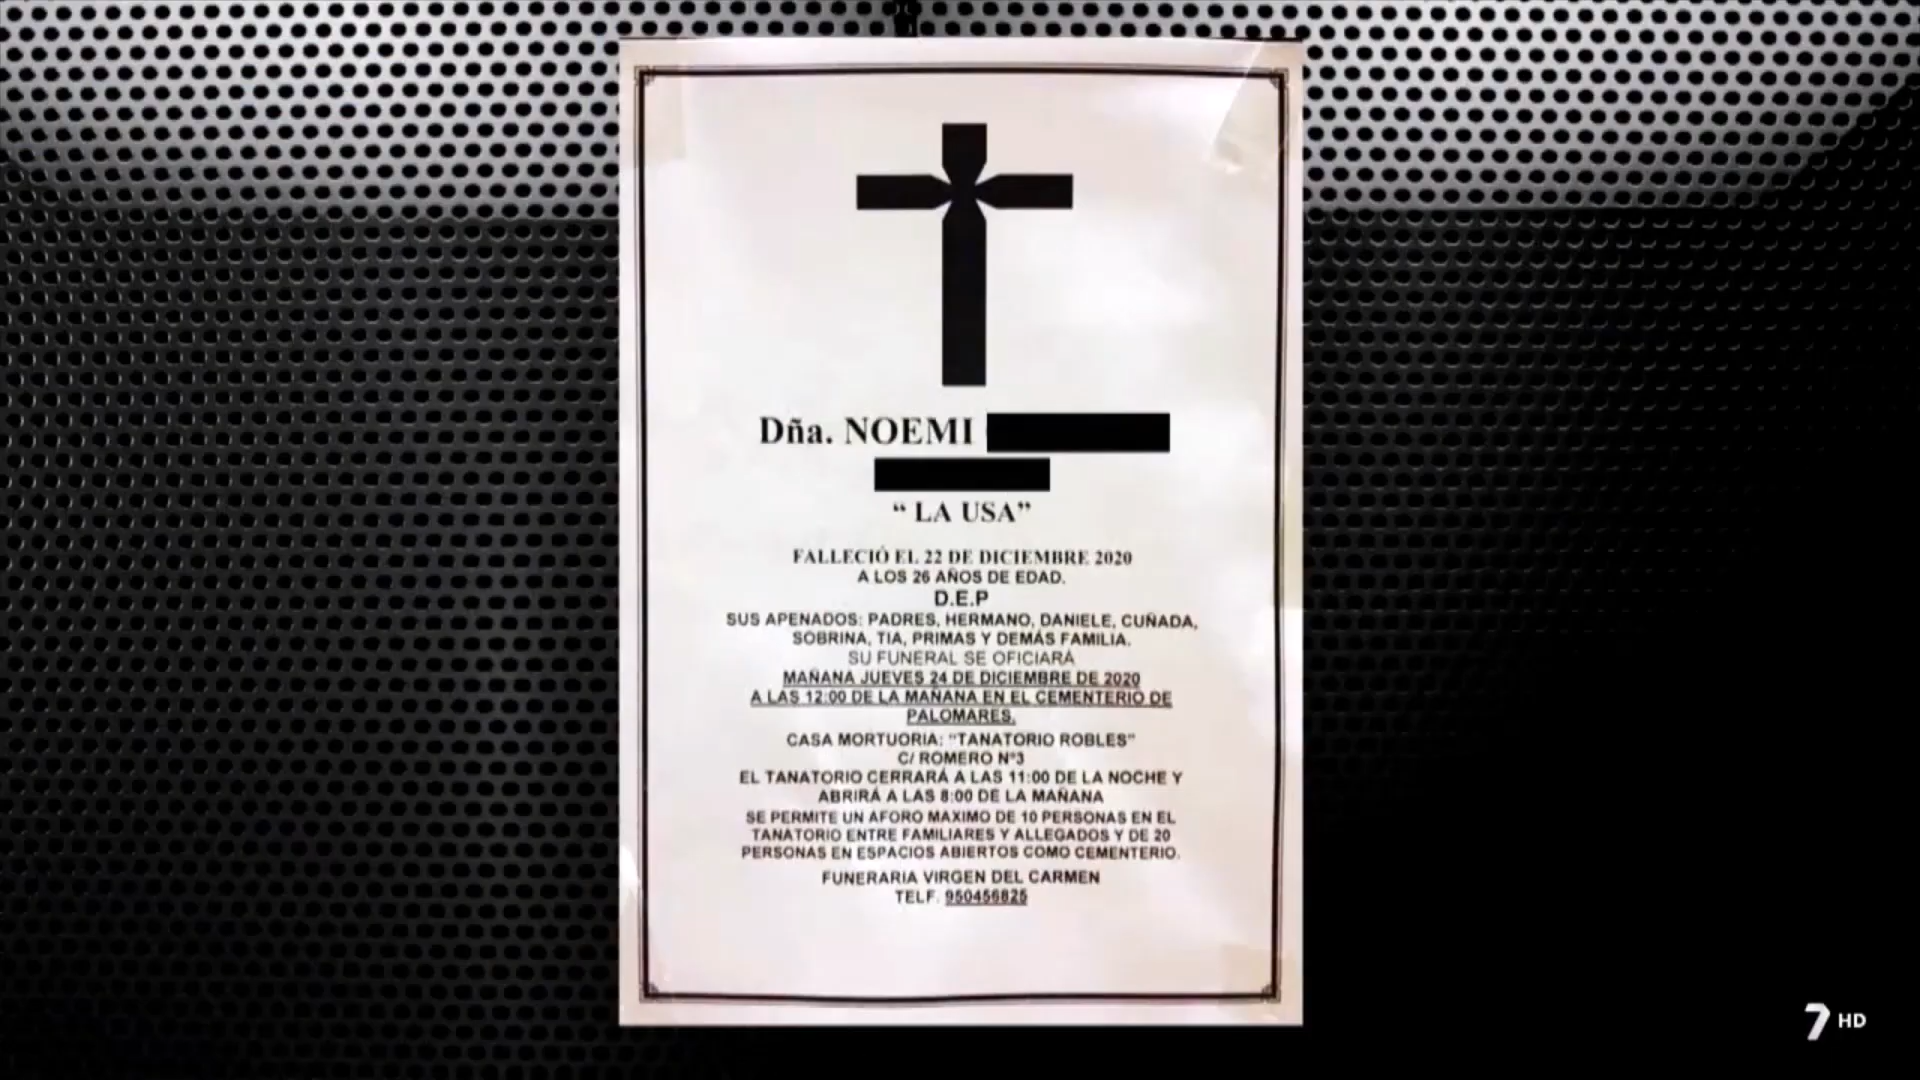 Dña. NOEMI
“ LA USA”
FALLECIÓ EL 22 DE DICIEMBRE 2020
A LOS 26 AÑOS DE EDAD.
D.E.P
SUS APENADOS: PADRES, HERMANO, DANIELE, CUÑADA,
SOBRINA, TIA, PRIMAS Y DEMÁS FAMILIA.
SU FUNERAL SE OFICIARÁ
MAÑANA JUEVES 24 DE DICIEMBRE DE 2020
A LAS 12:00 DE LA MAÑANA EN EL CEMENTERIO DE
PALOMARES.
CASA MORTUORIA: “TANATORIO ROBLES”
C/ ROMERO Nº3
EL TANATORIO CERRARÁ A LAS 11:00 DE LA NOCHE Y
ABRIRÁ A LAS 8:00 DE LA MAÑANA
SE PERMITE UN AFORO MAXIMO DE 10 PERSONAS EN EL
TANATORIO ENTRE FAMILIARES Y ALLEGADOS Y DE 20
PERSONAS EN ESPACIOS ABIERTOS COMO CEMENTERIO.
FUNERARIA VIRGEN DEL CARMEN
TELF. 950456825
7 HD